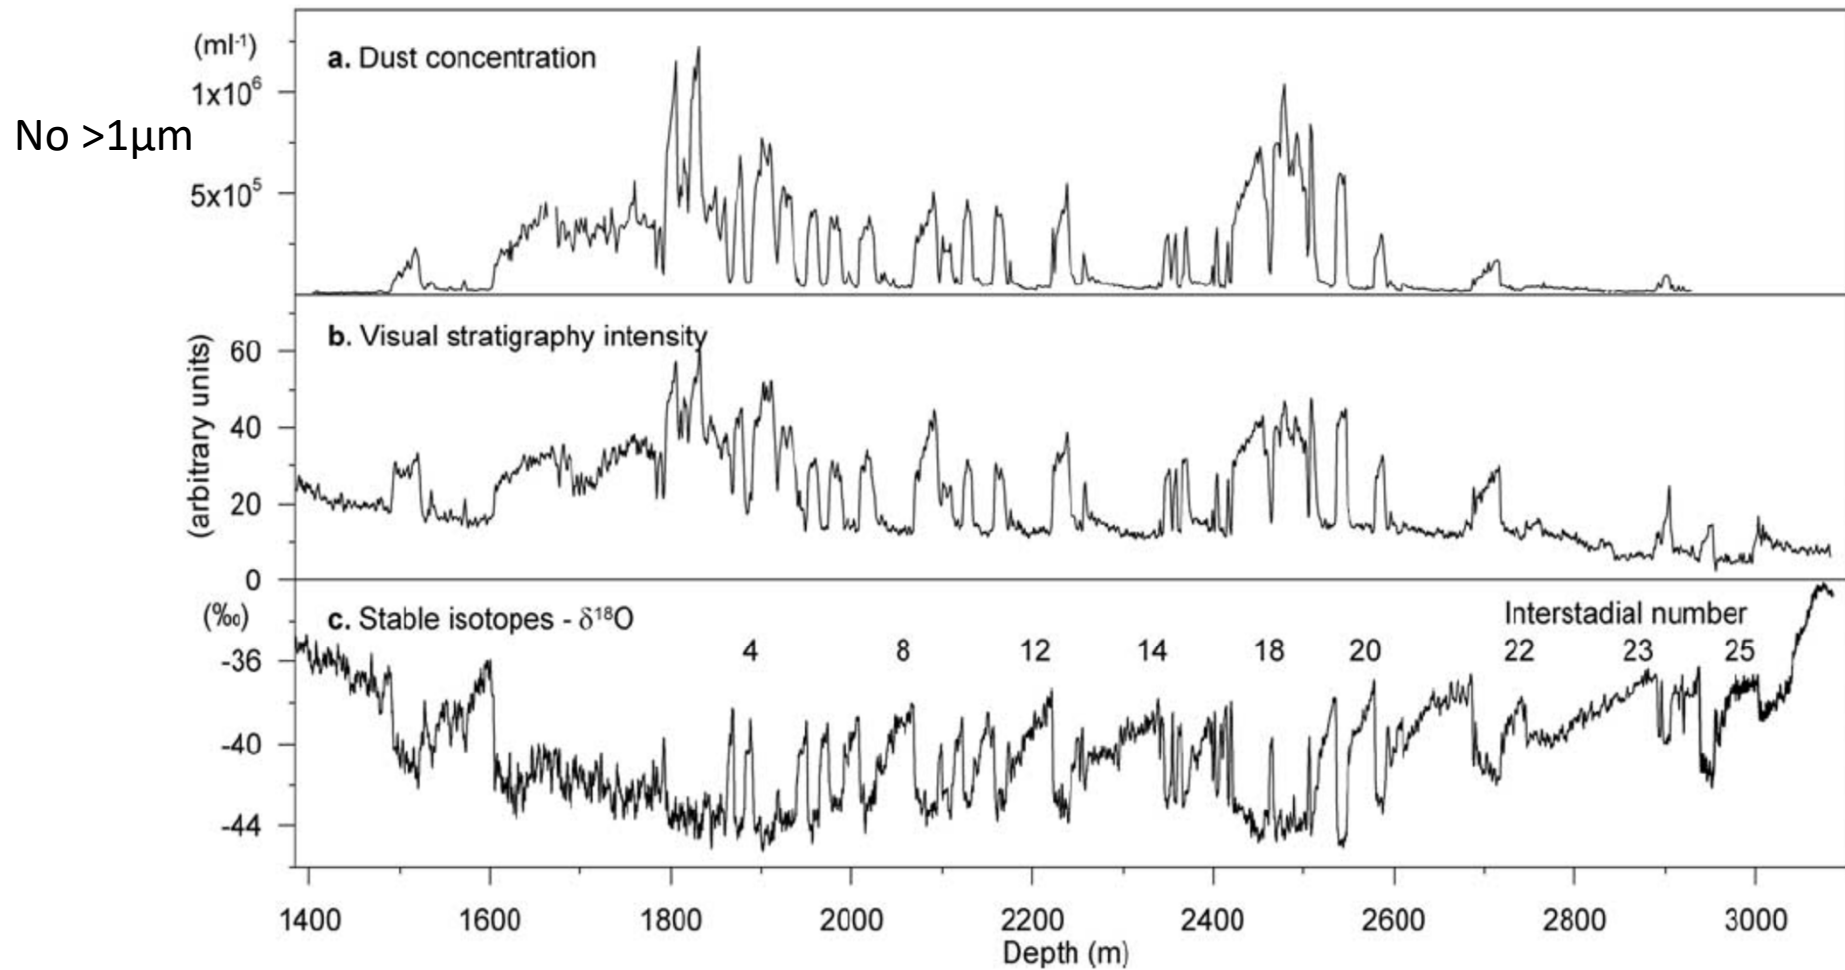 (ml⁻¹)
a. Dust concentration
1x10⁶
No >1μm
5x10⁵
b. Visual stratigraphy intensity
(arbitrary units)
60
40
20
0
(‰)
c. Stable isotopes - δ¹⁸O
Interstadial number
4 8 12 14 18 20 22 23 25
-36
-40
-44
1400 1600 1800 2000 2200 2400 2600 2800 3000
Depth (m)